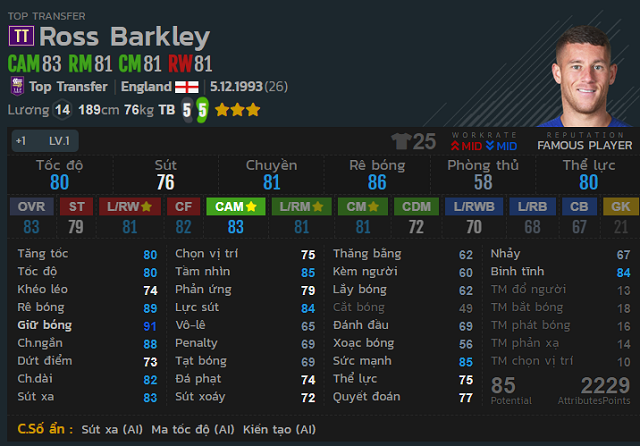 TOP TRANSFER
TT Ross Barkley
CAM 83 RM 81 CM 81 RW 81
Top Transfer England 5.12.1993(26)
Lương 14 189cm 76kg TB 5 5
+1 LV.1
25
WORKRATE MID MID
REPUTATION FAMOUS PLAYER
Tốc độ Sút Chuyền Rê bóng Phòng thủ Thể lực
80 76 81 86 58 80
OVR ST L/RW CF CAM L/RM CM CDM L/RWB L/RB CB GK
83 79 81 82 83 81 81 72 70 68 67 21
Tăng tốc 80 Chọn vị trí 75 Thăng bằng 62 Nhảy 67
Tốc độ 80 Tầm nhìn 85 Kèm người 60 Bình tĩnh 84
Khéo léo 74 Phản ứng 79 Lấy bóng 62 TM đổ người 13
Rê bóng 89 Lực sút 84 Cắt bóng 49 TM bắt bóng 18
Giữ bóng 91 Vô-lê 65 Đánh đầu 69 TM phát bóng 16
Ch.ngắn 88 Penalty 69 Xoạc bóng 56 TM phản xạ 14
Dứt điểm 73 Tạt bóng 69 Sức mạnh 85 TM chọn vị trí 10
Ch.dài 82 Đá phạt 74 Thể lực 75
Sút xa 83 Sút xoáy 72 Quyết đoán 77
85 Potential
2229 AttributesPoints
C.Số ẩn : Sút xa (AI) Ma tốc độ (AI) Kiến tạo (AI)